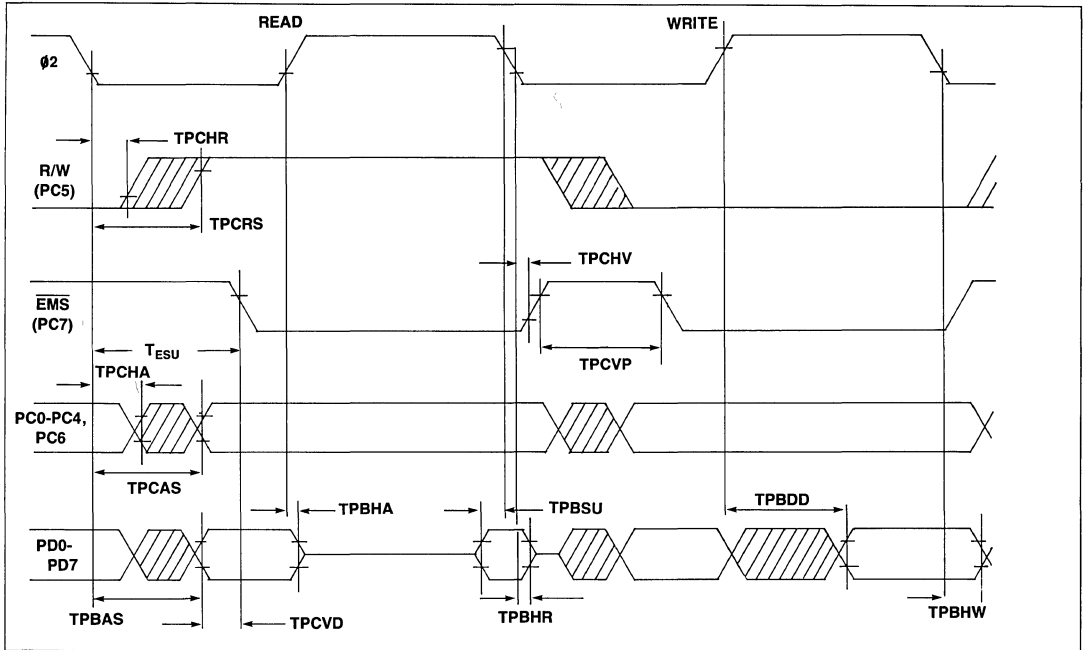 READ
WRITE
ø2
TPCHR
R/W
(PC5)
TPCRS
TPCHV
EMS
(PC7)
TESU
TPCVP
TPCHA
PC0-PC4,
PC6
TPCAS
TPBHA
TPBSU
TPBDD
PD0-
PD7
TPBAS
TPCVD
TPBHR
TPBHW